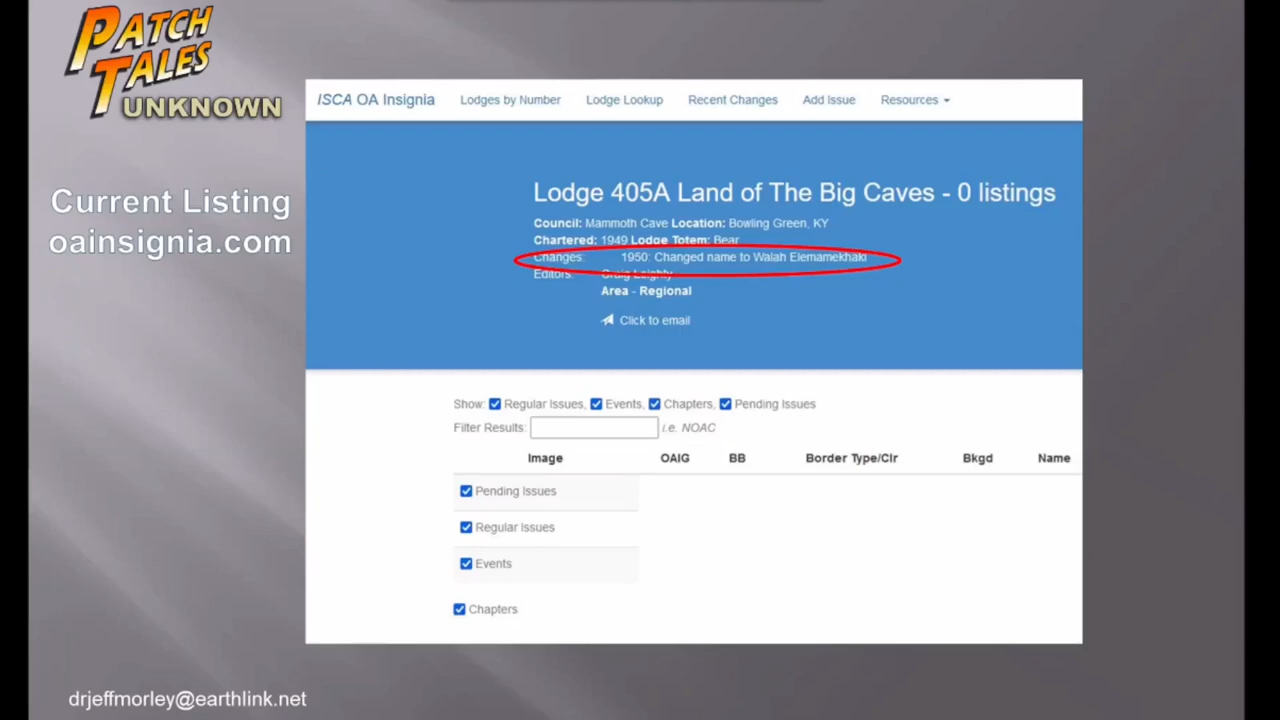 PATCH
TALES
UNKNOWN
Current Listing
oainsignia.com
ISCA OA Insignia Lodges by Number Lodge Lookup Recent Changes Add Issue Resources
Lodge 405A Land of The Big Caves - 0 listings
Council: Mammoth Cave Location: Bowling Green, KY
Chartered: 1949 Lodge Totem: Bear
Changes: 1950: Changed name to Walah Elemamekhaki
Editors: Craig Leighty
Area - Regional
Click to email
Show: Regular Issues, Events, Chapters, Pending Issues
Filter Results: i.e. NOAC
Image OAIG BB Border Type/Clr Bkgd Name
Pending Issues
Regular Issues
Events
Chapters
drjeffmorley@earthlink.net